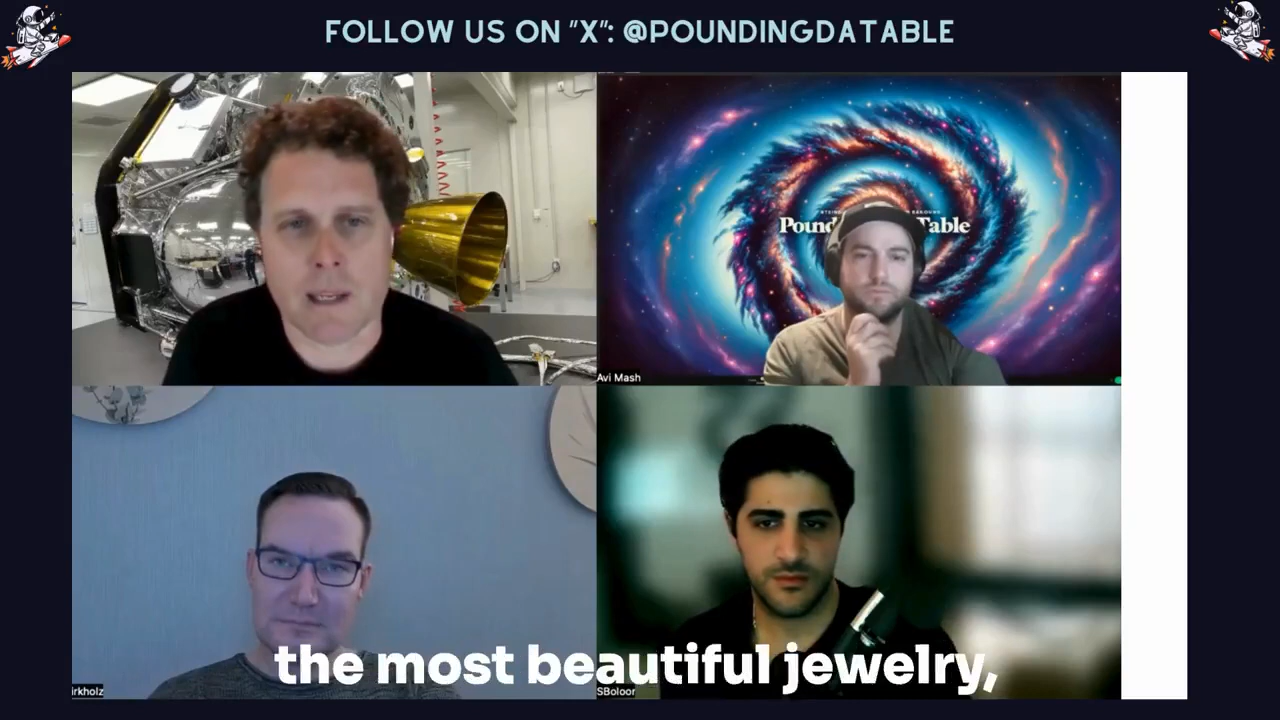 FOLLOW US ON "X": @POUNDINGDATABLE
Pound Table
Avi Mash
irkholz
SBoloor
the most beautiful jewelry,